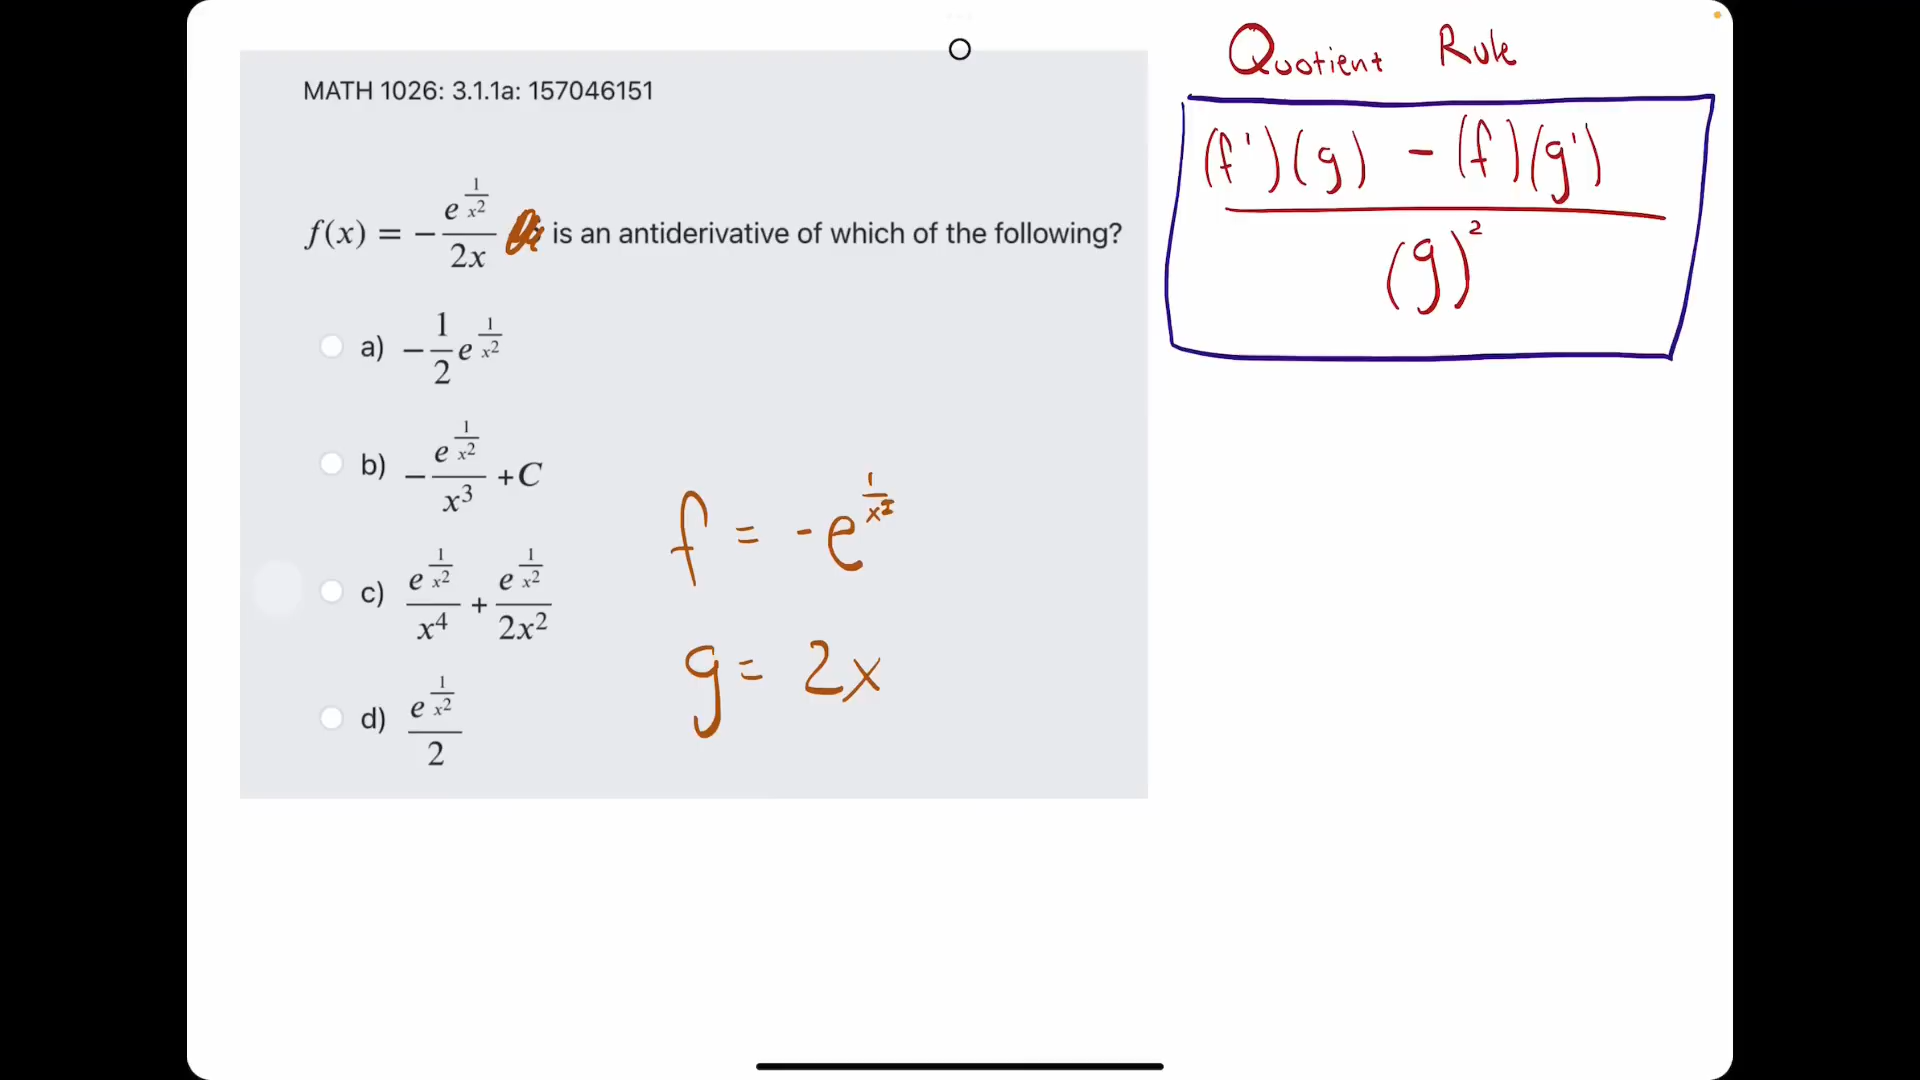 Quotient Rule
(f')(g) - (f)(g')
(g)²
MATH 1026: 3.1.1a: 157046151
f(x) = − e^(1/x²) / 2x is an antiderivative of which of the following?
a) − 1/2 e^(1/x²)
b) − e^(1/x²) / x³ + C
c) e^(1/x²) / x⁴ + e^(1/x²) / 2x²
d) e^(1/x²) / 2
f = -e^(1/x²)
g = 2x